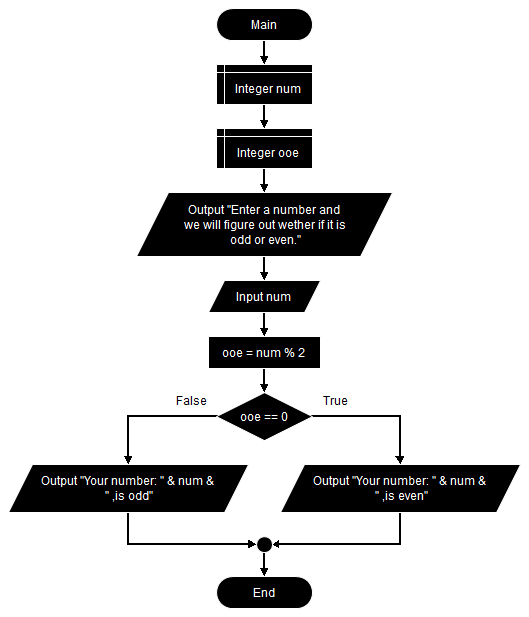 Main
Integer num
Integer ooe
Output "Enter a number and
we will figure out wether if it is
odd or even."
Input num
ooe = num % 2
False
True
ooe == 0
Output "Your number: " & num &
" ,is odd"
Output "Your number: " & num &
" ,is even"
End